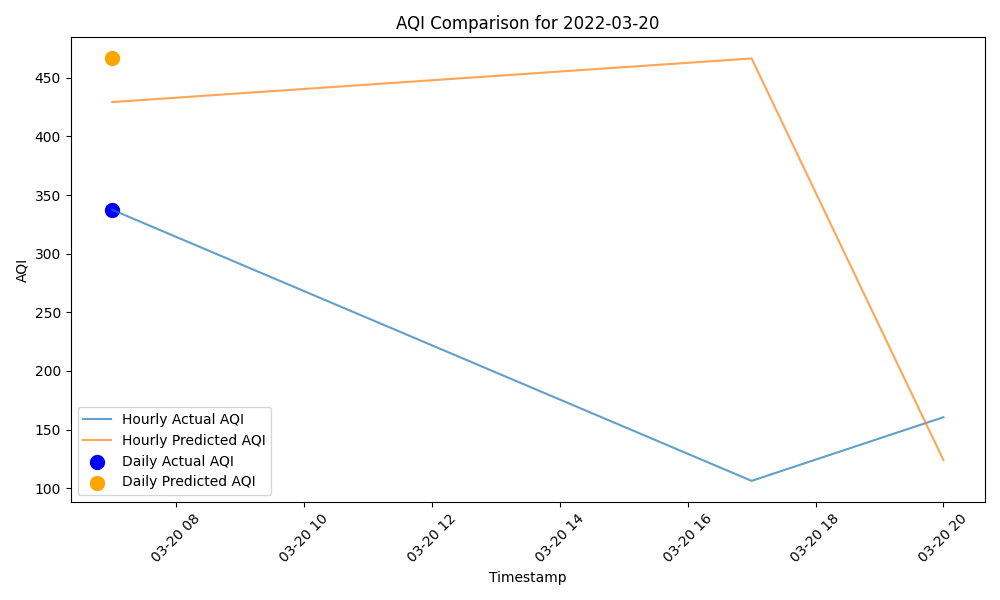 AQI Comparison for 2022-03-20
AQI
450
400
350
300
250
200
150
100
Hourly Actual AQI
Hourly Predicted AQI
Daily Actual AQI
Daily Predicted AQI
03-20 08
03-20 10
03-20 12
03-20 14
03-20 16
03-20 18
03-20 20
Timestamp